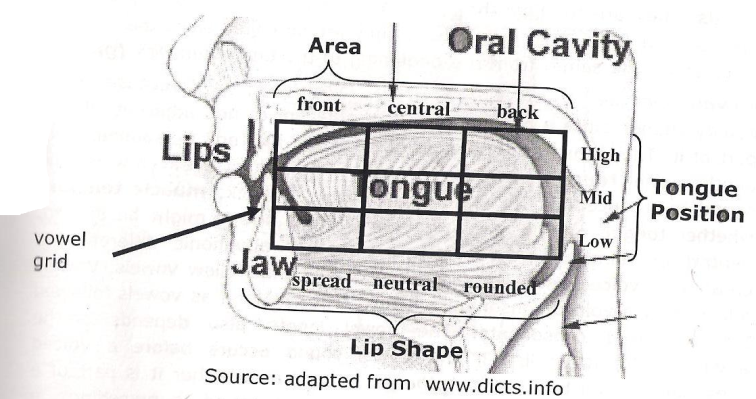 Area
Oral Cavity
front central back
Lips
High
Tongue
Mid
Tongue
Position
Low
vowel
grid
Jaw
spread neutral rounded
Lip Shape
Source: adapted from www.dicts.info